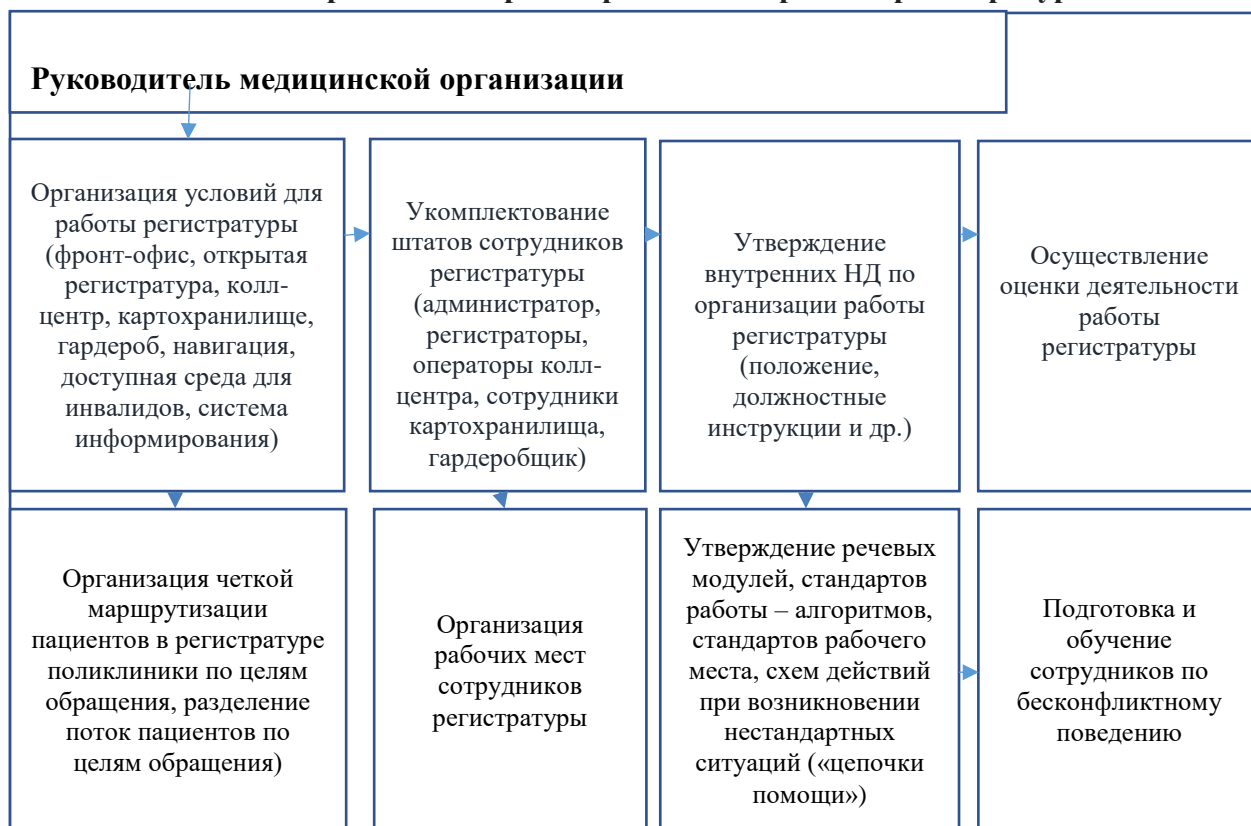 Руководитель медицинской организации
Организация условий для
работы регистратуры
(фронт-офис, открытая
регистратура, колл-
центр, картохранилище,
гардероб, навигация,
доступная среда для
инвалидов, система
информирования)
Укомплектование
штатов сотрудников
регистратуры
(администратор,
регистраторы,
операторы колл-
центра, сотрудники
картохранилища,
гардеробщик)
Утверждение
внутренних НД по
организации работы
регистратуры
(положение,
должностные
инструкции и др.)
Осуществление
оценки деятельности
работы
регистратуры
Организация четкой
маршрутизации
пациентов в регистратуре
поликлиники по целям
обращения, разделение
поток пациентов по
целям обращения)
Организация
рабочих мест
сотрудников
регистратуры
Утверждение речевых
модулей, стандартов
работы – алгоритмов,
стандартов рабочего
места, схем действий
при возникновении
нестандартных
ситуаций («цепочки
помощи»)
Подготовка и
обучение
сотрудников по
бесконфликтному
поведению